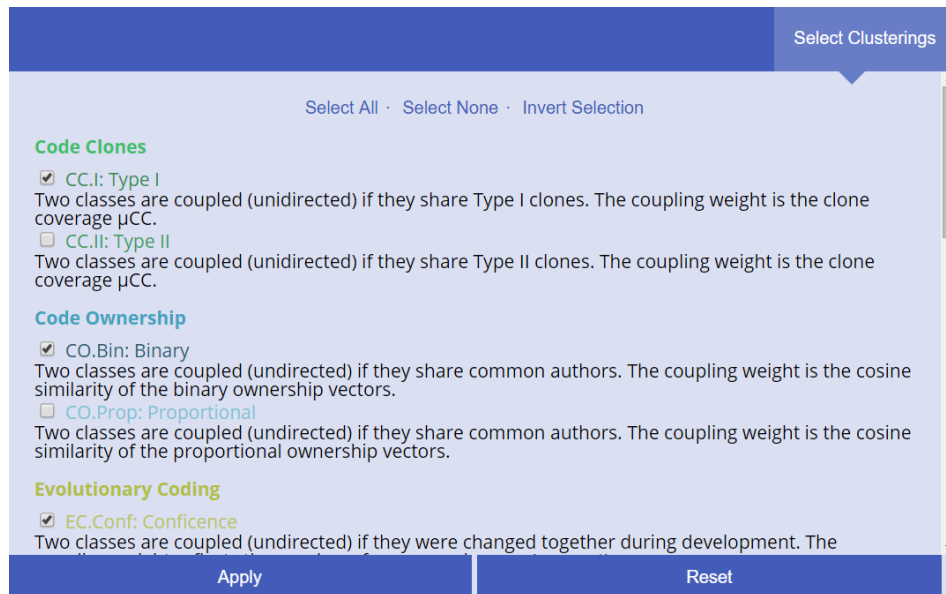 Select Clusterings
Select All · Select None · Invert Selection
Code Clones
CC.I: Type I
Two classes are coupled (unidirected) if they share Type I clones. The coupling weight is the clone
coverage µCC.
CC.II: Type II
Two classes are coupled (unidirected) if they share Type II clones. The coupling weight is the clone
coverage µCC.
Code Ownership
CO.Bin: Binary
Two classes are coupled (undirected) if they share common authors. The coupling weight is the cosine
similarity of the binary ownership vectors.
CO.Prop: Proportional
Two classes are coupled (undirected) if they share common authors. The coupling weight is the cosine
similarity of the proportional ownership vectors.
Evolutionary Coding
EC.Conf: Conficence
Two classes are coupled (undirected) if they were changed together during development. The
Apply Reset